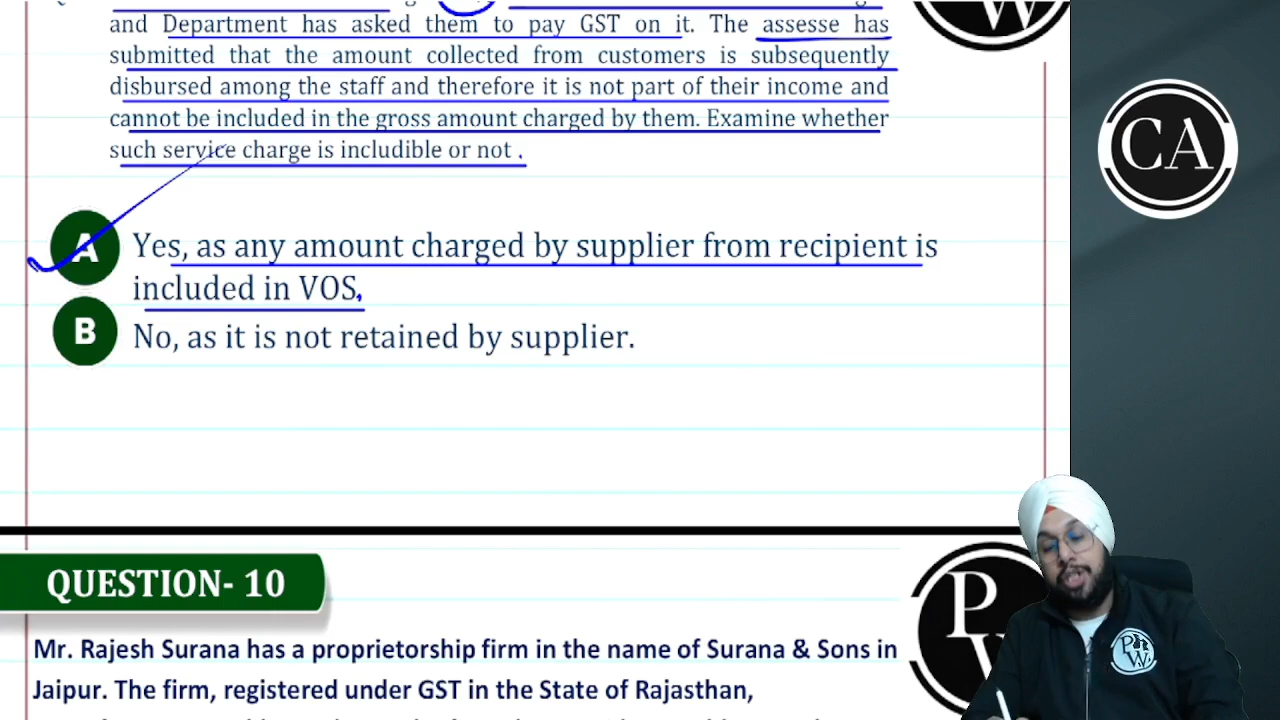 and Department has asked them to pay GST on it. The assesse has
submitted that the amount collected from customers is subsequently
disbursed among the staff and therefore it is not part of their income and
cannot be included in the gross amount charged by them. Examine whether
such service charge is includible or not .
CA
A Yes, as any amount charged by supplier from recipient is
included in VOS.
B No, as it is not retained by supplier.
QUESTION- 10
PW
Mr. Rajesh Surana has a proprietorship firm in the name of Surana & Sons in
Jaipur. The firm, registered under GST in the State of Rajasthan,
PW